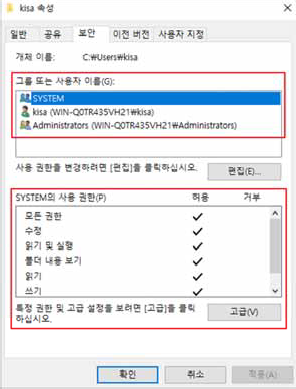 kisa 속성
일반 공유 보안 이전 버전 사용자 지정
개체 이름: C:₩Users₩kisa
그룹 또는 사용자 이름(G):
SYSTEM
kisa (WIN-Q0TR435VH21₩kisa)
Administrators (WIN-Q0TR435VH21₩Administrators)
사용 권한을 변경하려면 [편집]을 클릭하십시오. 편집(E)...
SYSTEM의 사용 권한(P) 허용 거부
모든 권한
수정
읽기 및 실행
폴더 내용 보기
읽기
쓰기
특정 권한 및 고급 설정을 보려면 [고급]을 클릭
하십시오. 고급(V)
확인 취소 적용(A)